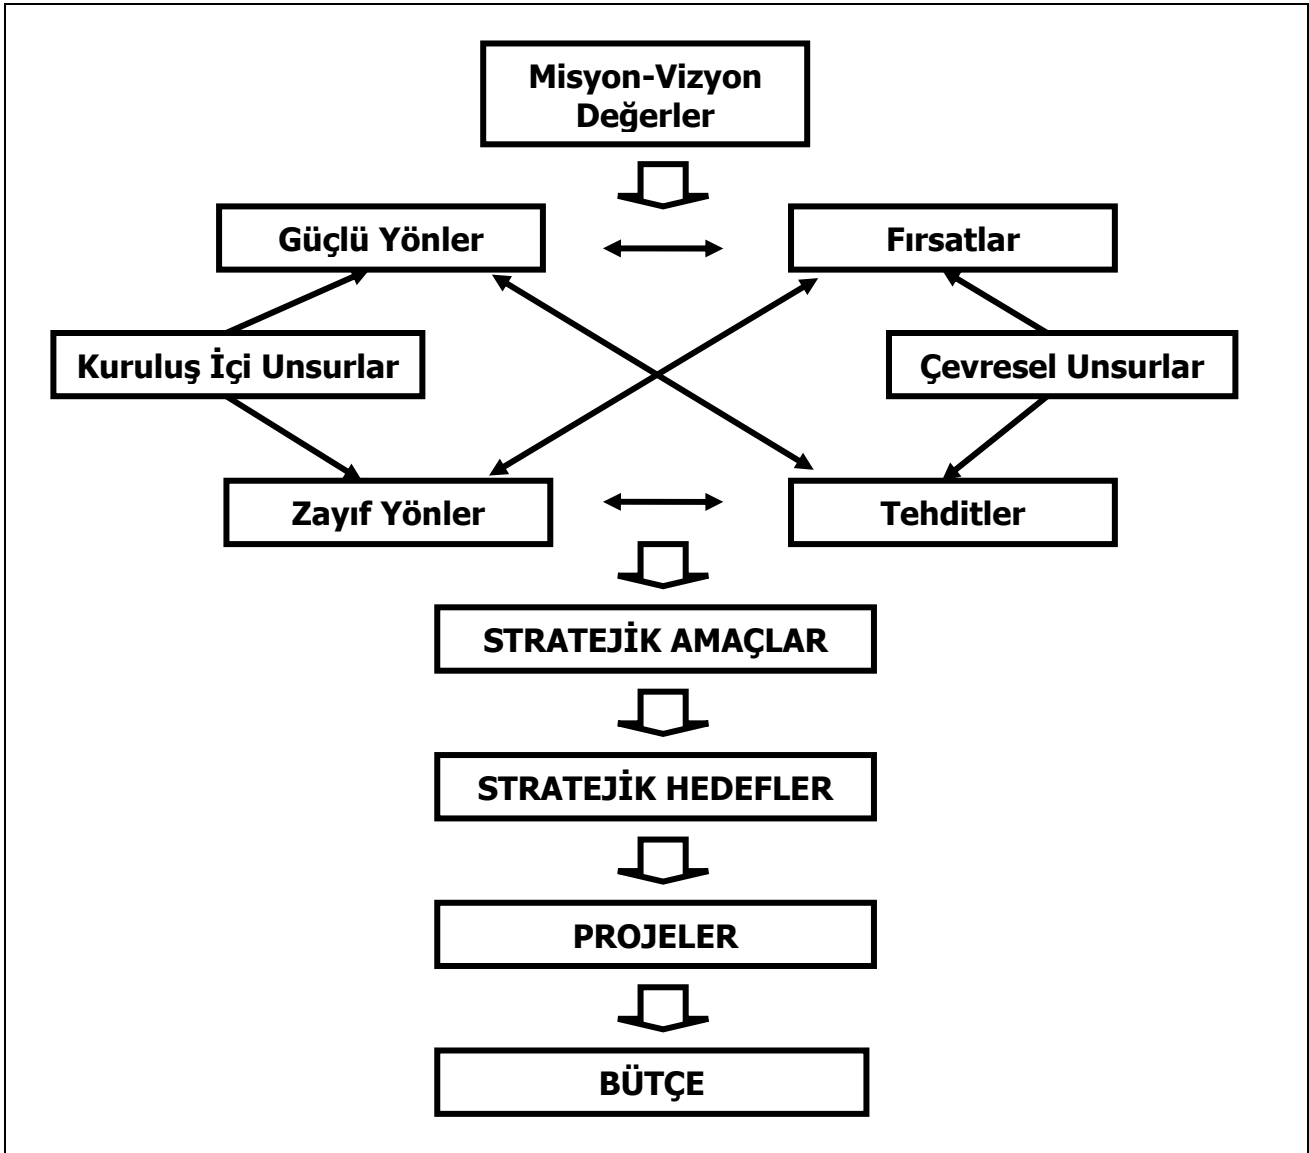 Misyon-Vizyon
Değerler
Güçlü Yönler
Fırsatlar
Kuruluş İçi Unsurlar
Çevresel Unsurlar
Zayıf Yönler
Tehditler
STRATEJİK AMAÇLAR
STRATEJİK HEDEFLER
PROJELER
BÜTÇE